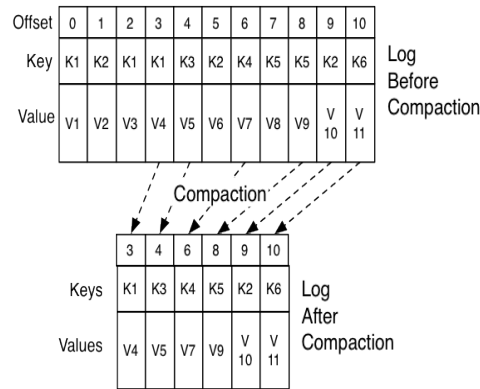 Offset 0 1 2 3 4 5 6 7 8 9 10
Key K1 K2 K1 K1 K3 K2 K4 K5 K5 K2 K6
Value V1 V2 V3 V4 V5 V6 V7 V8 V9 V 10 V 11
Log
Before
Compaction
Compaction
3 4 6 8 9 10
Keys K1 K3 K4 K5 K2 K6
Values V4 V5 V7 V9 V 10 V 11
Log
After
Compaction